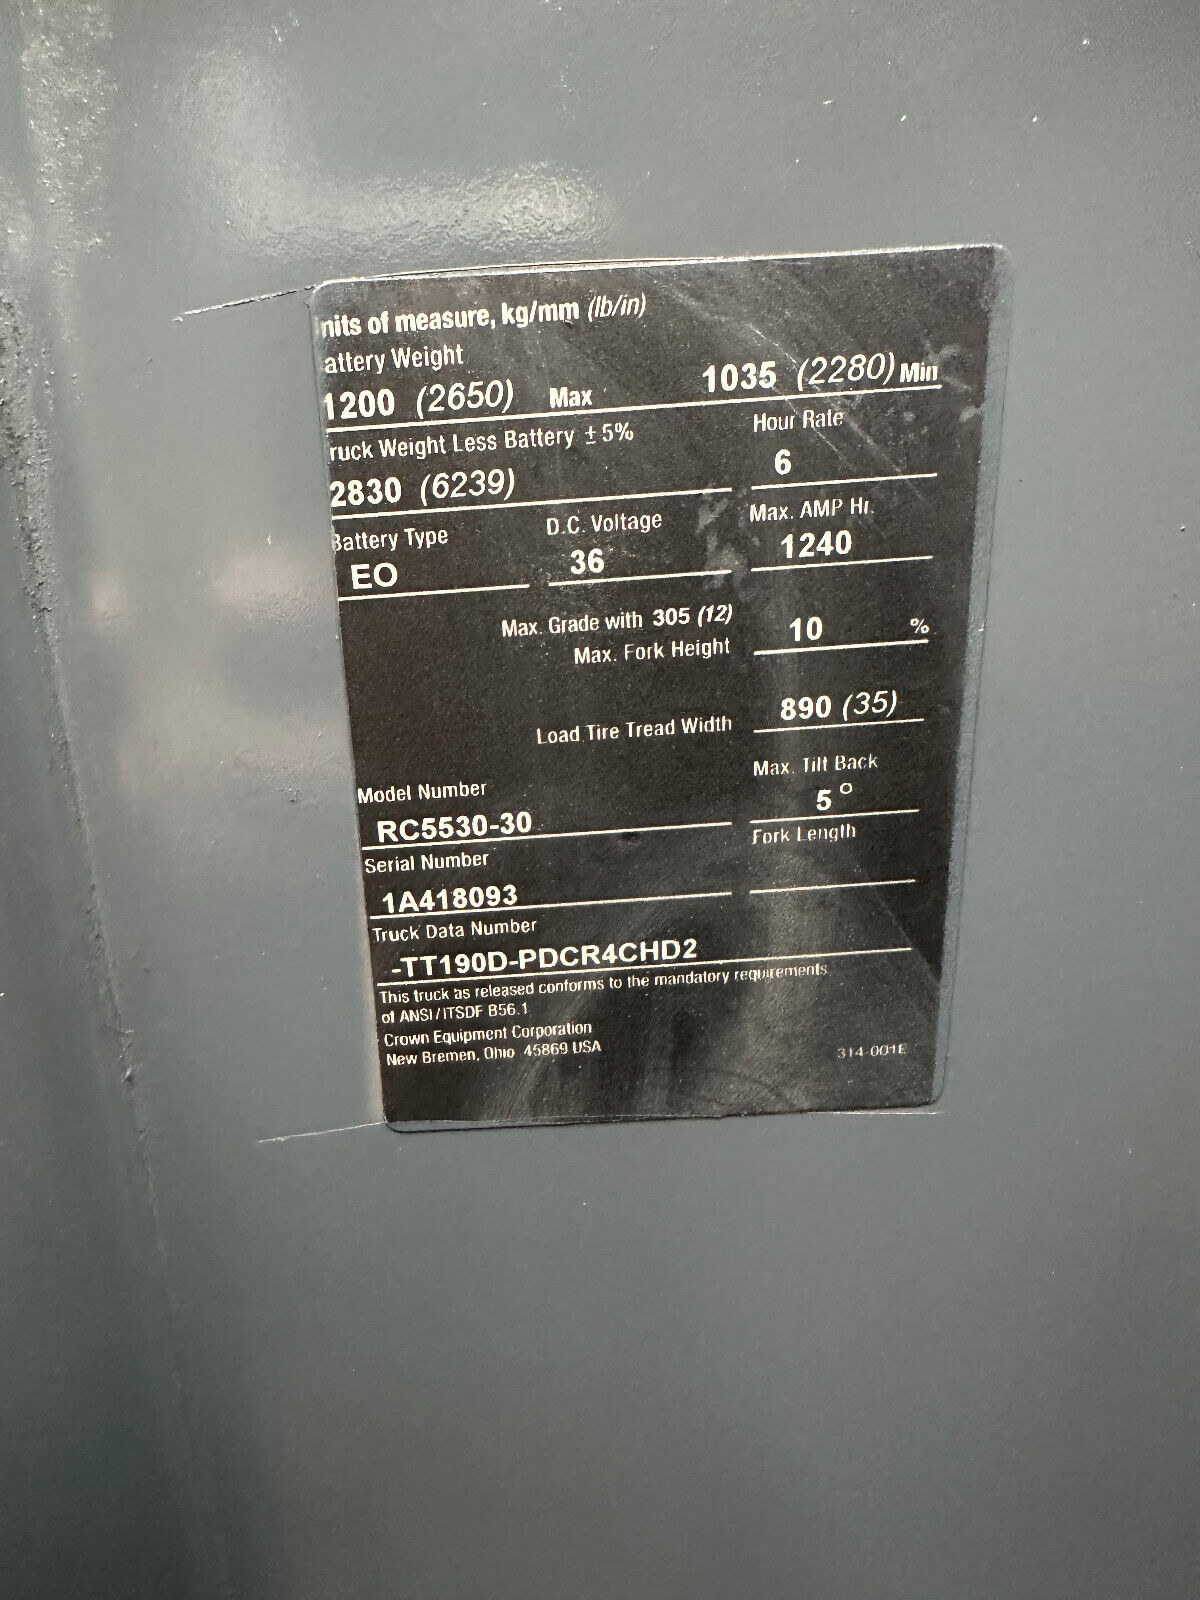 nits of measure, kg/mm (lb/in)
attery Weight
1200 (2650) Max 1035 (2280) Min
ruck Weight Less Battery ± 5% Hour Rate
2830 (6239) 6
Battery Type D.C. Voltage Max. AMP Hr.
EO 36 1240
Max. Grade with 305 (12) 10 %
Max. Fork Height
Load Tire Tread Width 890 (35)
Model Number Max. Tilt Back
RC5530-30 5°
Serial Number Fork Length
1A418093
Truck Data Number
-TT190D-PDCR4CHD2
This truck as released conforms to the mandatory requirements
of ANSI/ITSDF B56.1
Crown Equipment Corporation
New Bremen, Ohio 45869 USA 314-001E